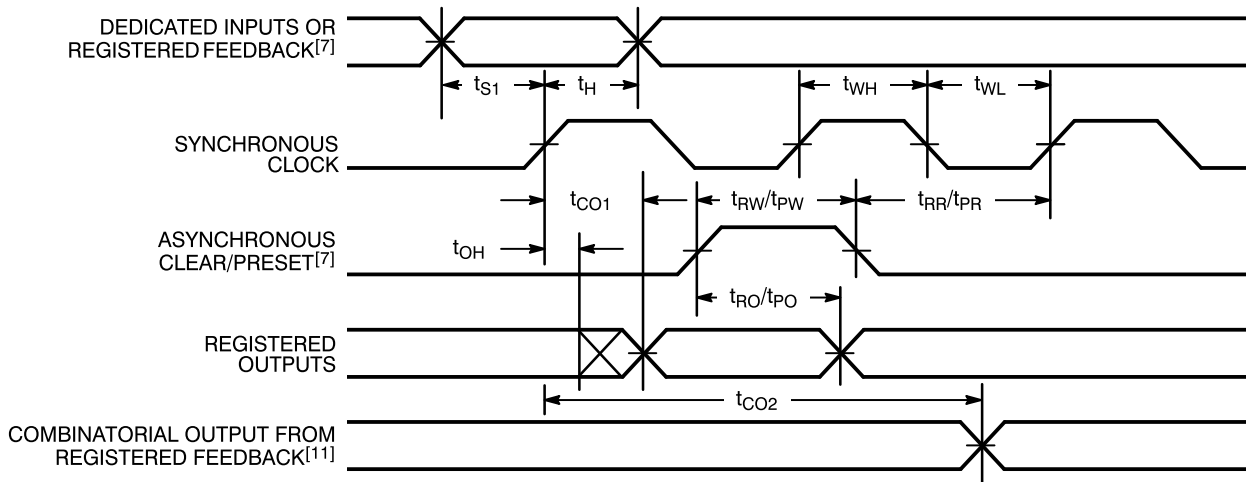 DEDICATED INPUTS OR
REGISTERED FEEDBACK[7]
tS1
tH
tWH
tWL
SYNCHRONOUS
CLOCK
tCO1
tRW/tPW
tRR/tPR
ASYNCHRONOUS
CLEAR/PRESET[7]
tOH
tRO/tPO
REGISTERED
OUTPUTS
tCO2
COMBINATORIAL OUTPUT FROM
REGISTERED FEEDBACK[11]